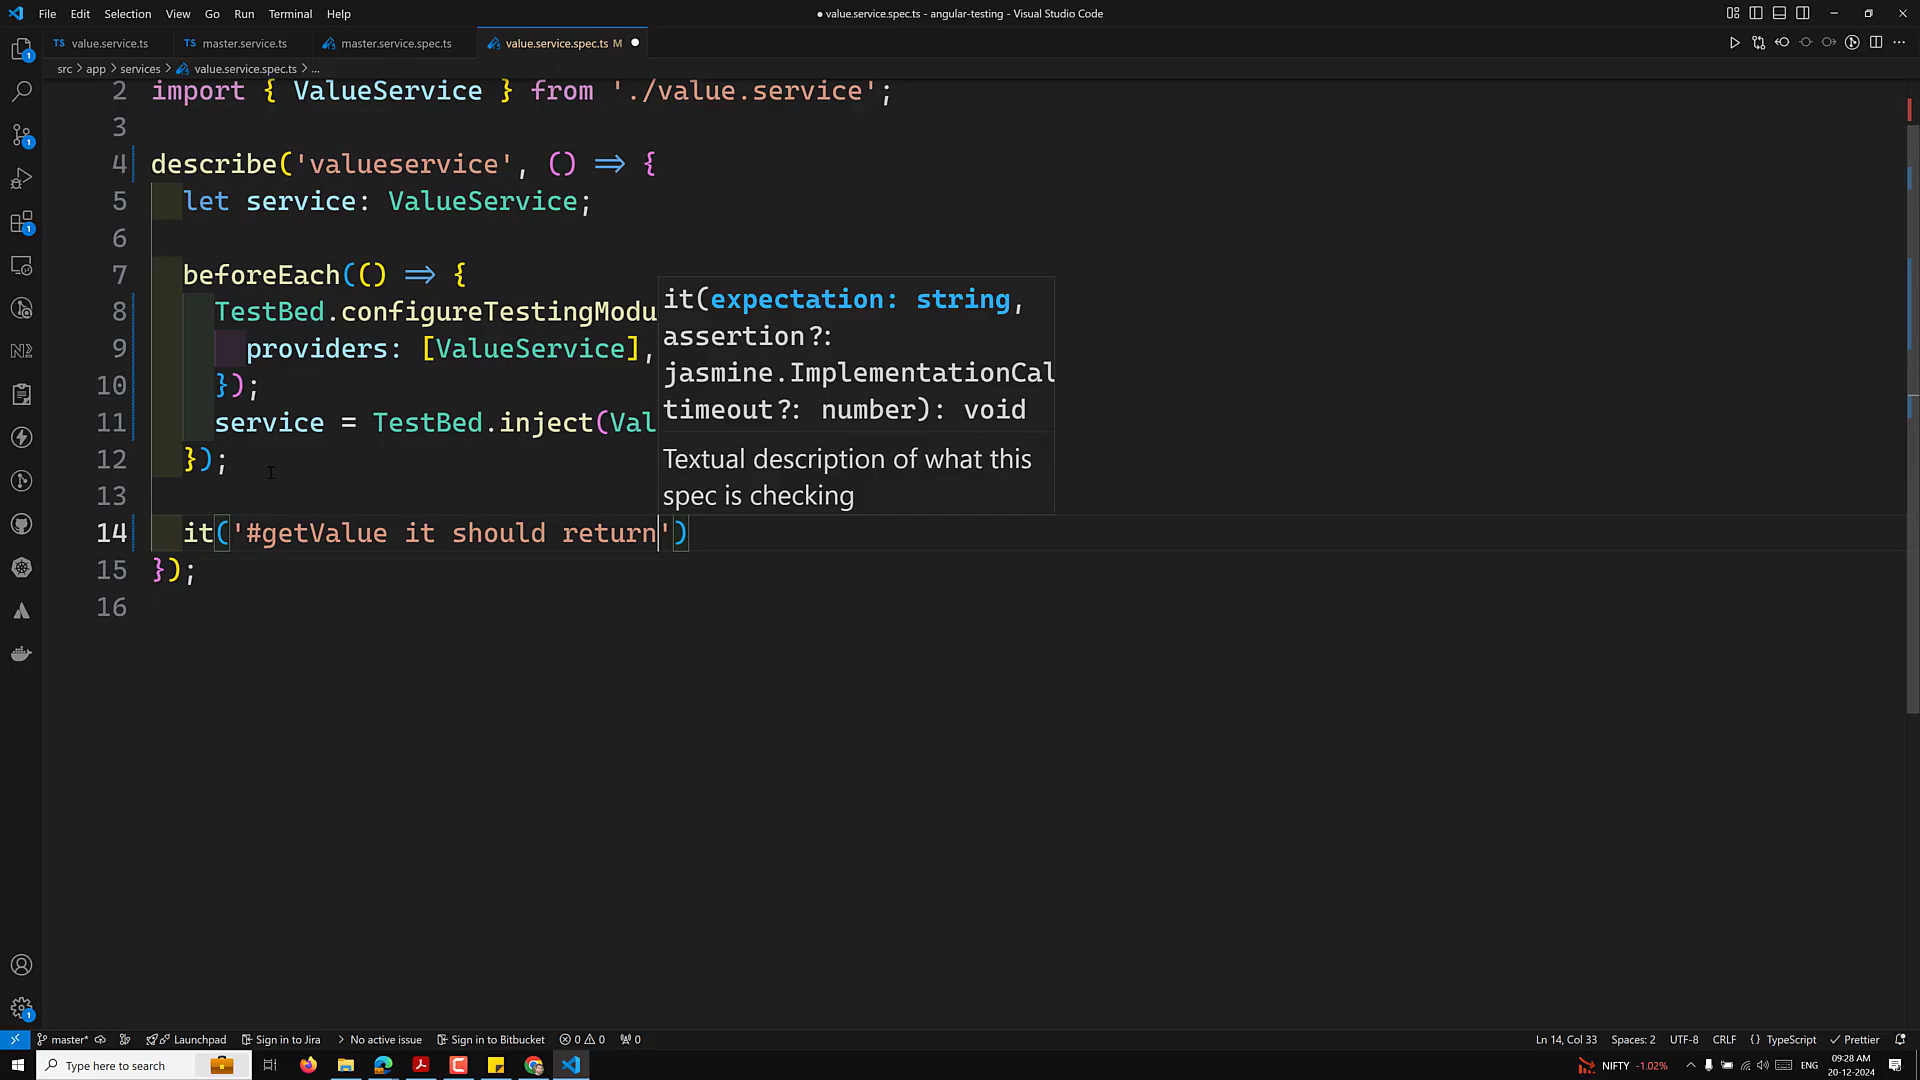 File Edit Selection View Go Run Terminal Help
● value.service.spec.ts - angular-testing - Visual Studio Code
TS value.service.ts
TS master.service.ts
master.service.spec.ts
value.service.spec.ts M ●
src > app > services > value.service.spec.ts > ...
2 import { ValueService } from './value.service';
3
4 describe('valueservice', () => {
5 let service: ValueService;
6
7 beforeEach(() => {
8 TestBed.configureTestingModu
9 providers: [ValueService],
10 });
11 service = TestBed.inject(Val
12 });
13
14 it('#getValue it should return')
15 });
16
it(expectation: string,
assertion?:
jasmine.ImplementationCal
timeout?: number): void
Textual description of what this
spec is checking
master* Launchpad Sign in to Jira No active issue Sign in to Bitbucket 0 0 0
Ln 14, Col 33 Spaces: 2 UTF-8 CRLF {} TypeScript Prettier
Type here to search
NIFTY -1.02% ENG 09:28 AM
20-12-2024